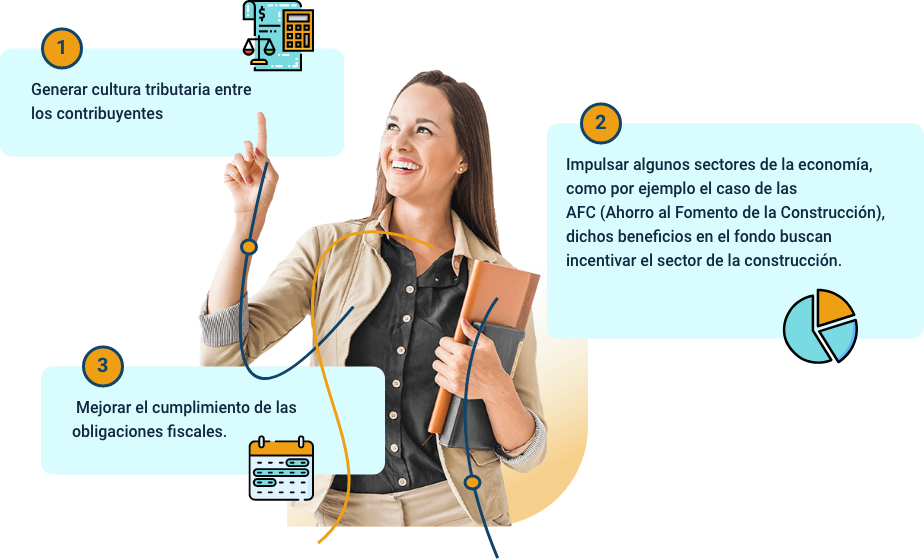 1
Generar cultura tributaria entre
los contribuyentes
$
2
Impulsar algunos sectores de la economía,
como por ejemplo el caso de las
AFC (Ahorro al Fomento de la Construcción),
dichos beneficios en el fondo buscan
incentivar el sector de la construcción.
3
Mejorar el cumplimiento de las
obligaciones fiscales.